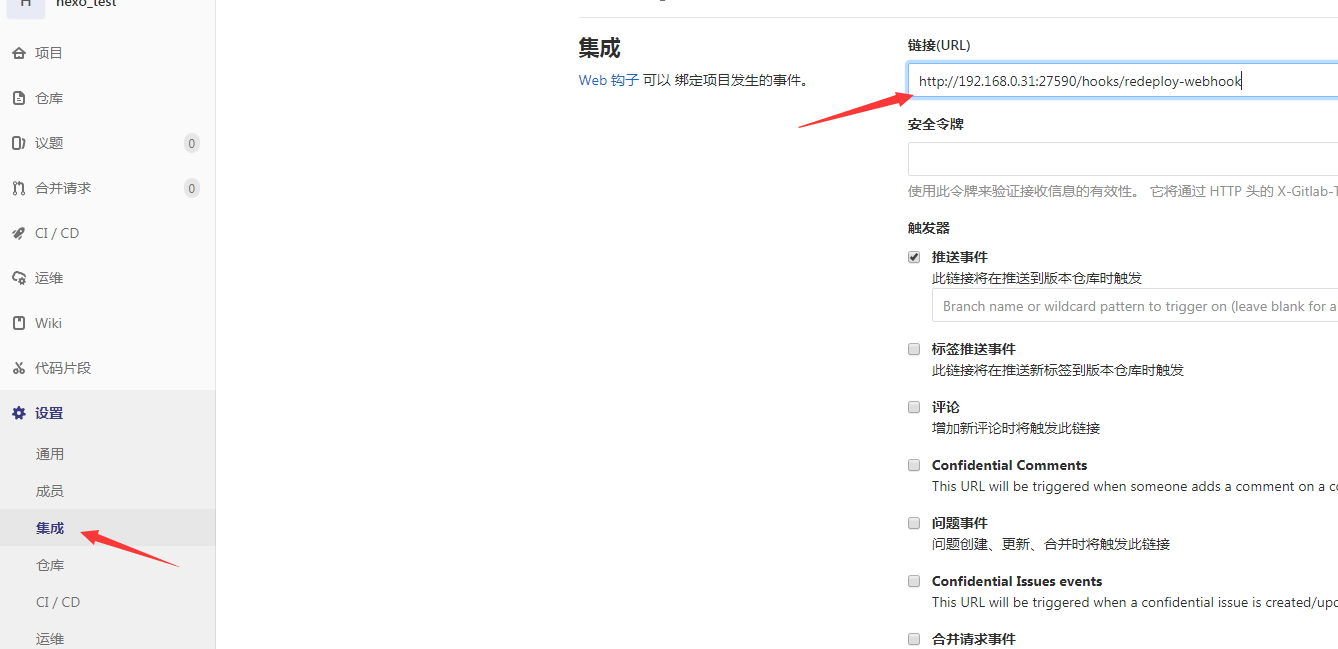 H hexo_test
项目
仓库
议题 0
合并请求 0
CI / CD
运维
Wiki
代码片段
设置
通用
成员
集成
仓库
CI / CD
运维
集成
Web 钩子 可以 绑定项目发生的事件。
链接(URL)
http://192.168.0.31:27590/hooks/redeploy-webhook
安全令牌
使用此令牌来验证接收信息的有效性。 它将通过 HTTP 头的 X-Gitlab-T
触发器
推送事件
此链接将在推送到版本仓库时触发
Branch name or wildcard pattern to trigger on (leave blank for a
标签推送事件
此链接将在推送新标签到版本仓库时触发
评论
增加新评论时将触发此链接
Confidential Comments
This URL will be triggered when someone adds a comment on a co
问题事件
问题创建、更新、合并时将触发此链接
Confidential Issues events
This URL will be triggered when a confidential issue is created/upd
合并请求事件